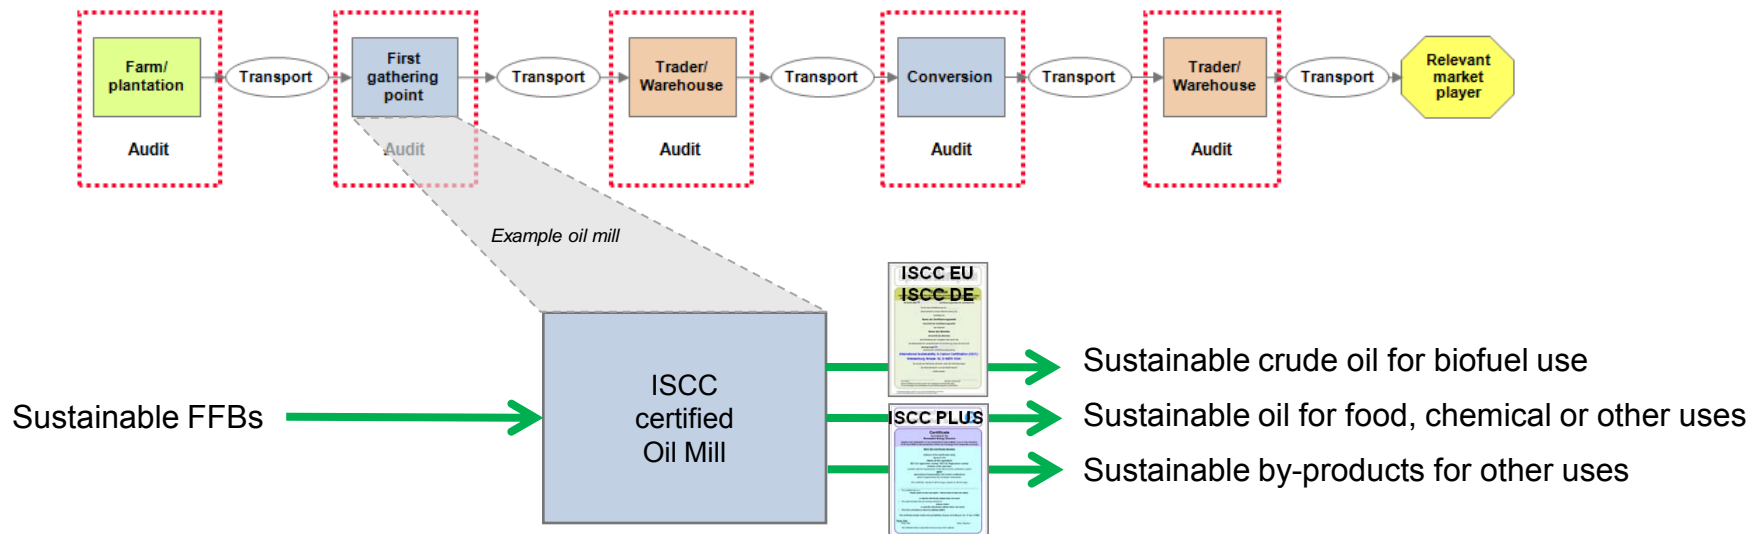 Farm/
plantation
Transport
First
gathering
point
Transport
Trader/
Warehouse
Transport
Conversion
Transport
Trader/
Warehouse
Transport
Relevant
market
player
Audit
Audit
Audit
Audit
Audit
Example oil mill
ISCC EU
ISCC DE
Sustainable FFBs
ISCC
certified
Oil Mill
Sustainable crude oil for biofuel use
ISCC PLUS
Certificate
Sustainable oil for food, chemical or other uses
Sustainable by-products for other uses